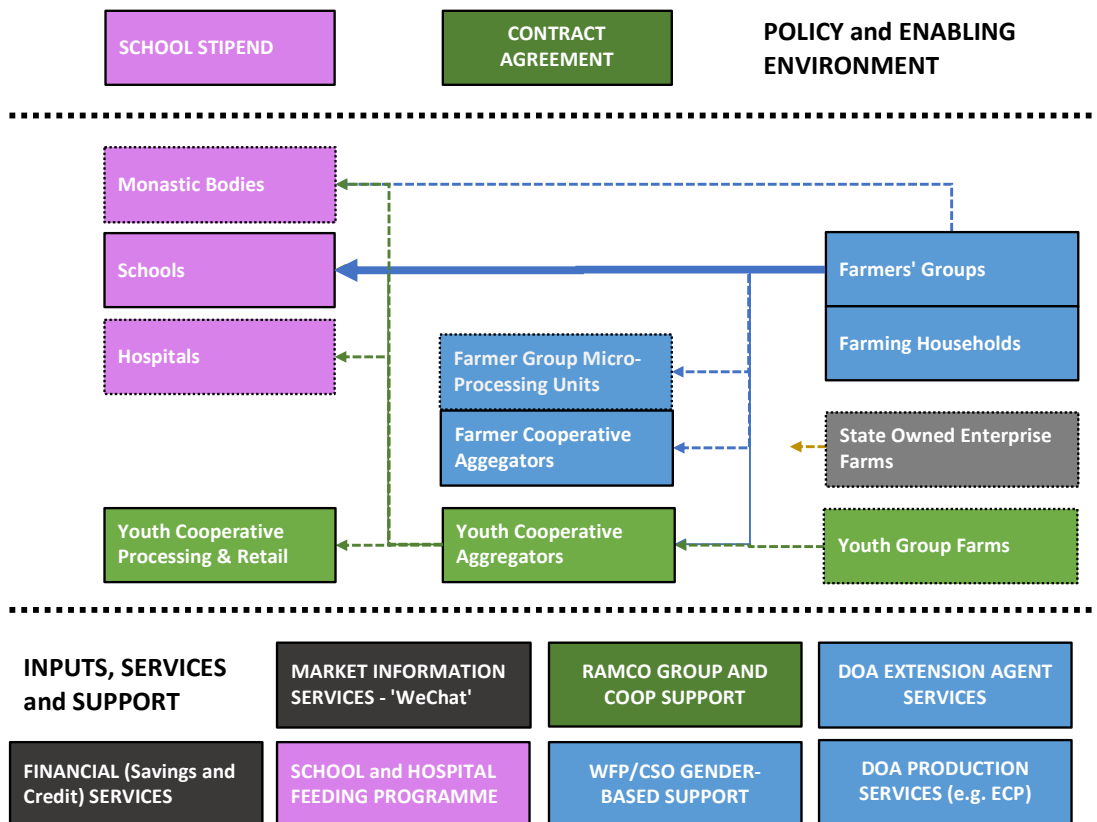 SCHOOL STIPEND
CONTRACT
AGREEMENT
POLICY and ENABLING
ENVIRONMENT
Monastic Bodies
Schools
Farmers' Groups
Hospitals
Farmer Group Micro-
Processing Units
Farming Households
Farmer Cooperative
Aggegators
State Owned Enterprise
Farms
Youth Cooperative
Processing & Retail
Youth Cooperative
Aggregators
Youth Group Farms
INPUTS, SERVICES
and SUPPORT
MARKET INFORMATION
SERVICES - 'WeChat'
RAMCO GROUP AND
COOP SUPPORT
DOA EXTENSION AGENT
SERVICES
FINANCIAL (Savings and
Credit) SERVICES
SCHOOL and HOSPITAL
FEEDING PROGRAMME
WFP/CSO GENDER-
BASED SUPPORT
DOA PRODUCTION
SERVICES (e.g. ECP)